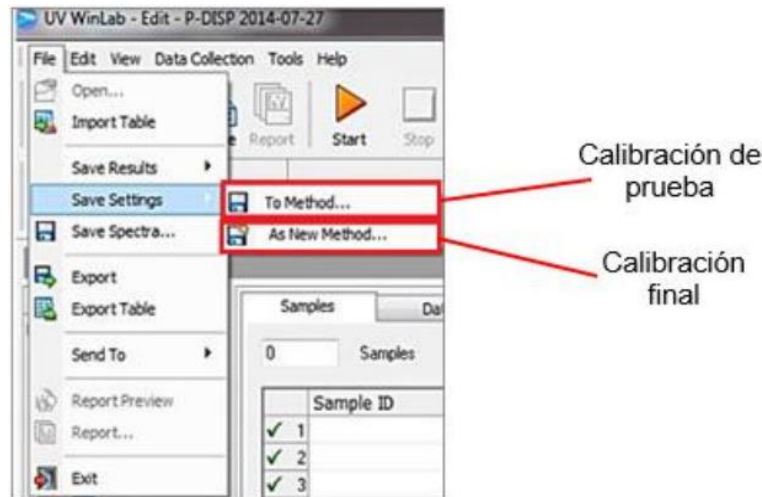 UV WinLab - Edit - P-DISP 2014-07-27
File Edit View Data Collection Tools Help
Open...
Import Table
Report Start Stop
Save Results
Save Settings
To Method...
Save Spectra...
As New Method...
Export
Export Table
Samples
Send To
0 Samples
Report Preview
Sample ID
Report...
1
2
Exit
3
Calibración de
prueba
Calibración
final